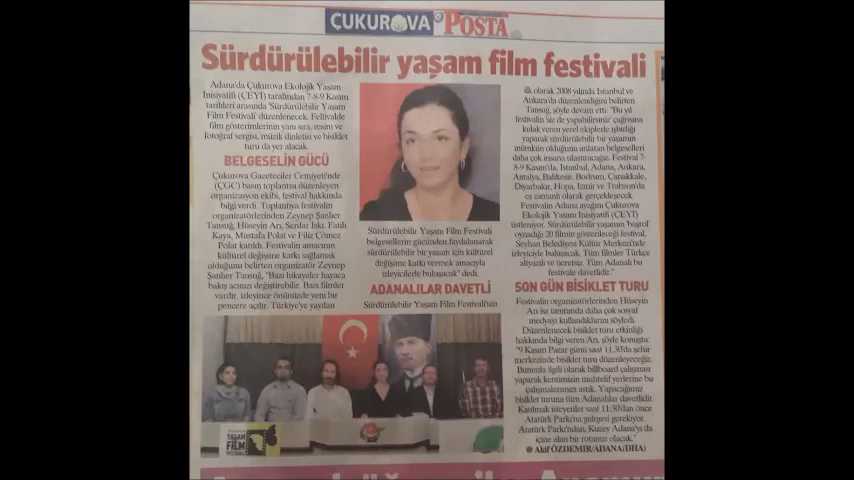 ÇUKUROVA POSTA
Sürdürülebilir yaşam film festivali
Adana'da Çukurova Ekolojik Yaşam
İnisiyatifi (ÇEYİ) tarafından 7-8-9 Kasım
tarihleri arasında 'Sürdürülebilir Yaşam
Film Festivali' düzenlenecek. Feltivalde
film gösterimlerinin yanı sıra, resim ve
fotoğraf sergisi, müzik dinletisi ve bisiklet
turu da yer alacak.
BELGESELİN GÜCÜ
Çukurova Gazeteciler Cemiyeti'nde
(ÇGC) basın toplantısı düzenleyen
organizasyon ekibi, festival hakkında
bilgi verdi. Toplantıya festivalin
organizatörlerinden Zeynep Şanlıer
Tansuğ, Hüseyin Arı, Serdar Iskı, Fatih
Kaya, Mustafa Polat ve Filiz Çömez
Polat katıldı. Festivalin amacının
kültürel değişime katkı sağlamak
olduğunu belirten organizatör Zeynep
Şanlıer Tansuğ, "Bazı hikayeler hayaca
bakış acınızı değiştirebilir. Bazı filmler
vardır, izleyince önünüzde yeni bir
pencere açılır. Türkiye'ye yaydan
Sürdürülebilir Yaşam Film Festivali
belgesellerin gücünden faydalanarak
sürdürülebilir bir yaşam için kültürel
değişime katkı vermek amacıyla
izleyicilerle buluşacak" dedi.
ADANALILAR DAVETLİ
Sürdürülebilir Yaşam Film Festivali'nin
ilk olarak 2008 yılında İstanbul ve
Ankara'da düzenlendiğini belirten
Tansuğ, şöyle devam etti: "Bu yıl
festivalin 'siz de yapabilirsiniz' çağrısına
kulak veren yerel ekiplerle işbirliği
yaparak sürdürülebilir bir yaşamın
mümkün olduğunu anlatan belgeselleri
daha çok insana ulaştıracağız. Festival 7-
8-9 Kasım'da, İstanbul, Adana, Ankara,
Antalya, Balıkesir, Bodrum, Çanakkale,
Diyarbakır, Hopa, İzmir ve Trabzon'da
eş zamanlı olarak gerçekleşecek.
Festivalin Adana ayağını Çukurova
Ekolojik Yaşam İnisiyatifi (ÇEYİ)
üstleniyor. Sürdürülebilir yaşamın 'başrol'
oynadığı 20 filmin gösterileceği festival,
Seyhan Belediyesi Kültür Merkezi'nde
izleyiciyle buluşacak. Tüm filmler Türkçe
altyazılı ve ücretsiz. Tüm Adanalı bu
festivale davetlidir."
SON GÜN BİSİKLET TURU
Festivalin organizatörlerinden Hüseyin
Arı ise tanıtımda daha çok sosyal
medyayı kullandıklarını söyledi.
Düzenlenecek bisiklet turu etkinliği
hakkında bilgi veren Arı, şöyle konuştu:
"9 Kasım Pazar günü saat 11.30'da şehir
merkezinde bisiklet turu düzenleyeceğiz.
Bununla ilgili olarak billboard çalışması
yaparak kentimizin muhtelif yerlerine bu
çalışmalarımızı astık. Yapacağımız
bisiklet turuna tüm Adanalılar davetlidir.
Katılmak isteyenler saat 11.30'dan önce
Atatürk Parkı'na gelmesi gerekiyor.
Atatürk Parkı'ndan, Kuzey Adana'yı da
içine alan bir rotamız olacak."
Akif ÖZDEMİR/ADANA/(DHA)
YAŞAM
FİLM